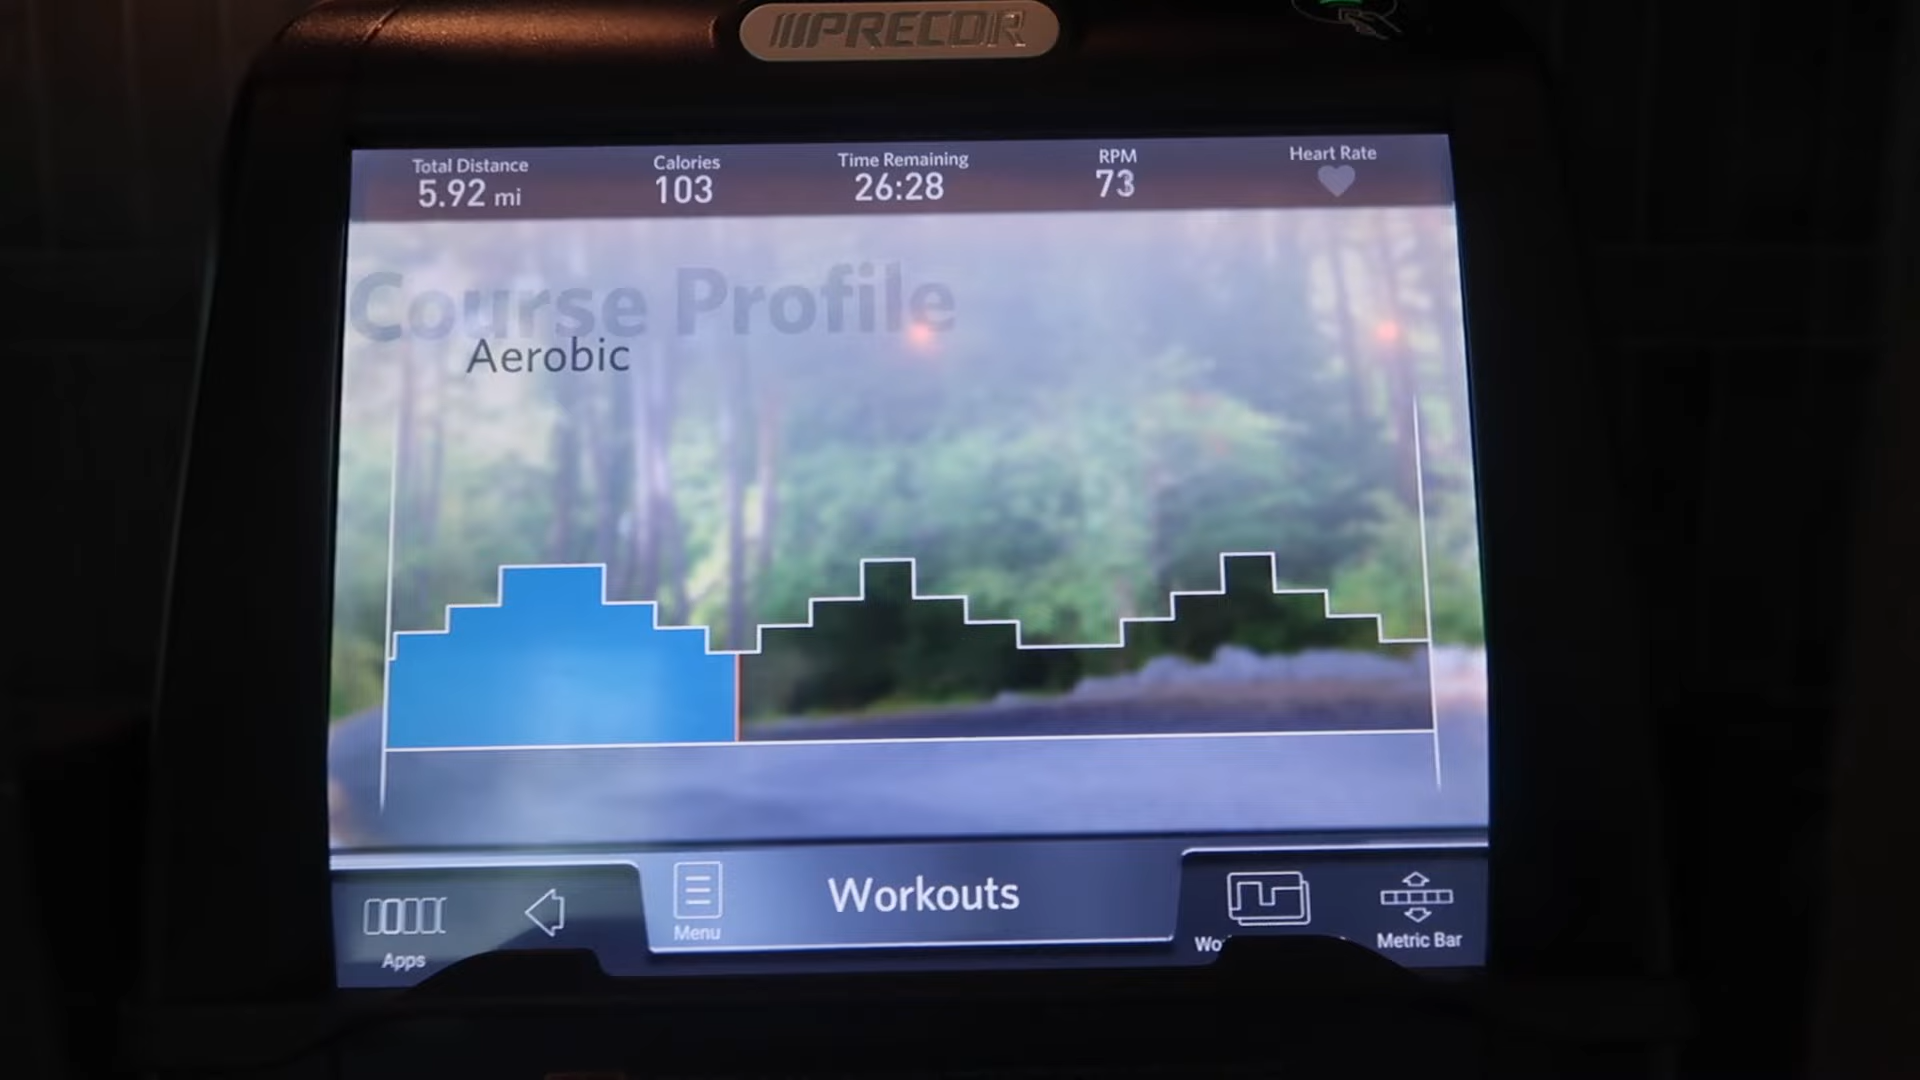 PRECOR
Total Distance
5.92 mi
Calories
103
Time Remaining
26:28
RPM
73
Heart Rate
Course Profile
Aerobic
Apps
Menu
Workouts
Metric Bar